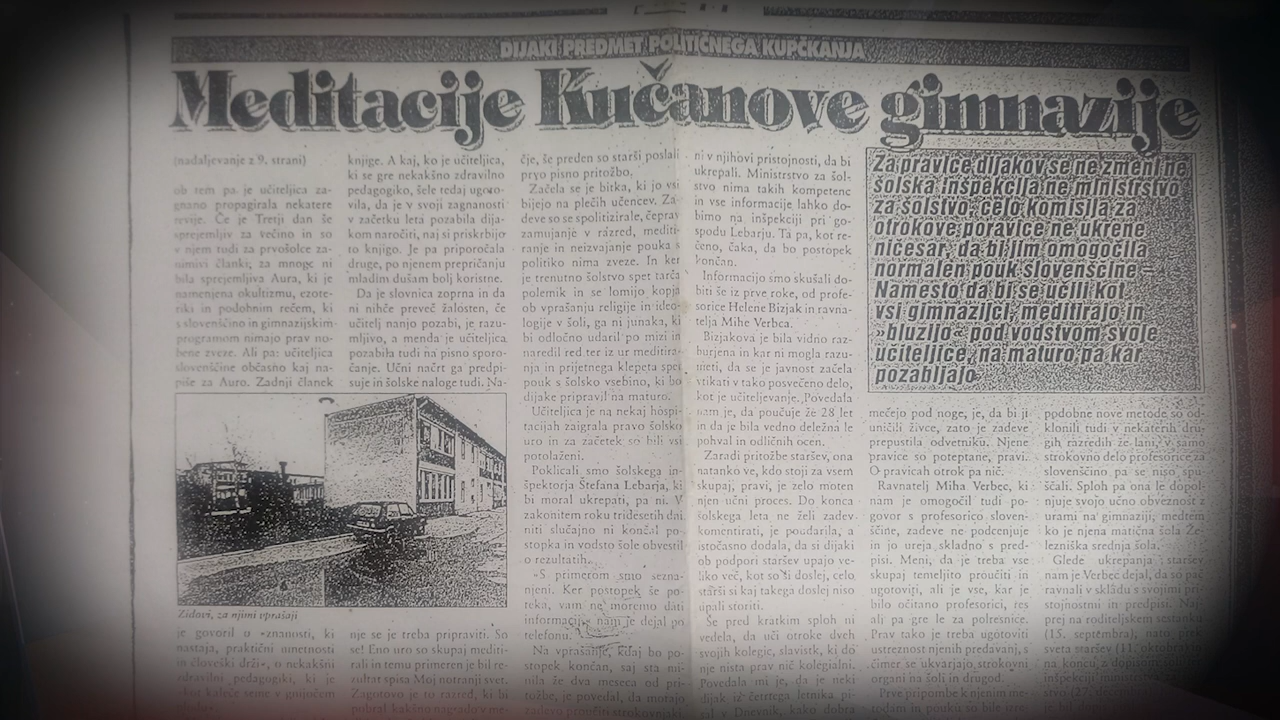 DIJAKI PREDMET POLITIČNEGA KUPČKANJA
Meditacije Kučanove gimnazije
(nadaljevanje z 9. strani)
ob tem pa je učiteljica za-
gnano propagirala nekatere
revije. Če je Tretji dan še
sprejemljiv za večino in so
v njem tudi za prvošolce za-
nimivi članki, za mnoge ni
bila sprejemljiva Aura, ki je
namenjena okultizmu, ezote-
riki in podobnim rečem, ki
s slovenščino in gimnazijskim
programom nimajo prav no-
bene zveze. Ali pa: učiteljica
slovenščine občasno kaj na-
piše za Auro. Zadnji članek
Zidovi, za njimi vprašaji
je govoril o »znanosti, ki
nastaja, praktični umetnosti
in človeški drži«, o nekakšni
zdravilni pedagogiki, ki je
kot kaleče seme v gnijočem
knjige. A kaj, ko je učiteljica,
ki se gre nekakšno zdravilno
pedagogiko, šele tedaj ugoto-
vila, da je v svoji zagnanosti
v začetku leta pozabila dija-
kom naročiti, naj si priskrbijo
to knjigo. Je pa priporočala
druge, po njenem prepričanju
mladim dušam bolj koristne.
Da je slovnica zoprna in da
ni nihče preveč žalosten, če
učitelj nanjo pozabi, je razu-
mljivo, a menda je učiteljica
pozabila tudi na pisno sporo-
čanje. Učni načrt ga predpi-
suje in šolske naloge tudi. Na-
nje se je treba pripraviti. So
se! Eno uro so skupaj mediti-
rali in temu primeren je bil re-
zultat spisa Moj notranji svet.
Zagotovo je tu razred, ki bi
pobral kakšno nagrado v me-
čje, še preden so starši poslali
prvo pisno pritožbo.
Začela se je bitka, ki jo vsi
bijejo na plečih učencev. Za-
deve so se spolitizirale, čeprav
zamujanje v razred, mediti-
ranje in neizvajanje pouka s
politiko nima zveze. In ker
je trenutno šolstvo spet tarča
polemik in se lomijo kopja
ob vprašanju religije in ideo-
logije v šoli, ga ni junaka, ki
bi odločno udaril po mizi in
naredil red ter iz ur meditira-
nja in prijetnega klepeta spet
pouk s šolsko vsebino, ki bo
dijake pripravil na maturo.
Učiteljica je na nekaj hospi-
tacijah zaigrala pravo šolsko
uro in za začetek so bili vsi
potolaženi.
Poklicali smo šolskega in-
špektorja Štefana Lebarja, ki
bi moral ukrepati, pa ni. V
zakonitem roku tridesetih dni
niti slučajno ni končal po-
stopka in vodstvo šole obvestil
o rezultatih.
»S primerom smo sezna-
njeni. Ker postopek še po-
teka, vam ne moremo dati
informacij« nam je dejal po
telefonu.
Na vprašanje, kdaj bo po-
stopek končan, saj sta mi-
nila že dva meseca od pri-
tožbe, je povedal, da morajo
zadevo proučiti strokovnjaki
ni v njihovi pristojnosti, da bi
ukrepali. Ministrstvo za šol-
stvo nima takih kompetenc
in vse informacije lahko do-
bimo na inšpekciji pri go-
spodu Lebarju. Ta pa, kot re-
čeno, čaka, da bo postopek
končan.
Informacijo smo skušali do-
biti še iz prve roke, od profe-
sorice Helene Bizjak in ravna-
telja Mihe Verbca.
Bizjakova je bila vidno raz-
burjena in kar ni mogla razu-
meti, da se je javnost začela
vtikati v tako posvečeno delo,
kot je učiteljevanje. Povedala
nam je, da poučuje že 28 let
in da je bila vedno deležna le
pohval in odličnih ocen.
Zaradi pritožbe staršev, ona
natanko ve, kdo stoji za vsem
skupaj, pravi, je zelo moten
njen učni proces. Do konca
šolskega leta ne želi zadev
komentirati, je poudarila, a
istočasno dodala, da si dijaki
ob podpori staršev upajo ve-
liko več, kot so si doslej, celo
starši si kaj takega doslej niso
upali storiti.
Še pred kratkim sploh ni
vedela, da uči otroke dveh
svojih kolegic, slavistk, ki do
nje nista prav nič kolegialni.
Povedala mi je, da je neki
dijak iz četrtega letnika pi-
sal v Dnevnik, kako dobra
Za pravice dijakov se ne zmeni ne
šolska inšpekcija ne ministrstvo
za šolstvo, celo komisija za
otrokove poravice ne ukrene
ničesar, da bi jim omogočila
normalen pouk slovenščine –
Namesto da bi se učili kot
vsi gimnazijci, meditirajo in
»bluzijo« pod vodstvom svoje
učiteljice, na maturo pa kar
pozabljajo
mečejo pod noge, je, da bi ji
uničili živce, zato je zadeve
prepustila odvetniku. Njene
pravice so poteptane, pravi.
O pravicah otrok pa nič.
Ravnatelj Miha Verbec, ki
nam je omogočil tudi po-
govor s profesorico sloven-
ščine, zadeve ne podcenjuje
in jo ureja skladno s pred-
pisi. Meni, da je treba vse
skupaj temeljito proučiti in
ugotoviti, ali je vse, kar je
bilo očitano profesorici, res
ali pa gre le za polresnice.
Prav tako je treba ugotoviti
ustreznost njenih predavanj, s
čimer se ukvarjajo strokovni
organi na šoli in drugod.
Prve pripombe k njenim me-
todam in pouku so bile
podobne nove metode so od-
klonili tudi v nekaterih dru-
gih razredih že lani, v samo
strokovno delo profesorice za
slovenščino pa se niso spu-
ščali. Sploh pa ona le dopol-
njuje svojo učno obveznost z
urami na gimnaziji, medtem
ko je njena matična šola Že-
lezniška srednja šola.
Glede ukrepanja staršev
nam je Verbec dejal, da so pač
ravnali v skladu s svojimi pri-
stojnostmi in predpisi. Naj-
prej na roditeljskem sestanku
(15. septembra), nato prek
sveta staršev (11. oktobra) in
na koncu z dopisom
inšpekciji ministrstva za
stvo (27. decembra